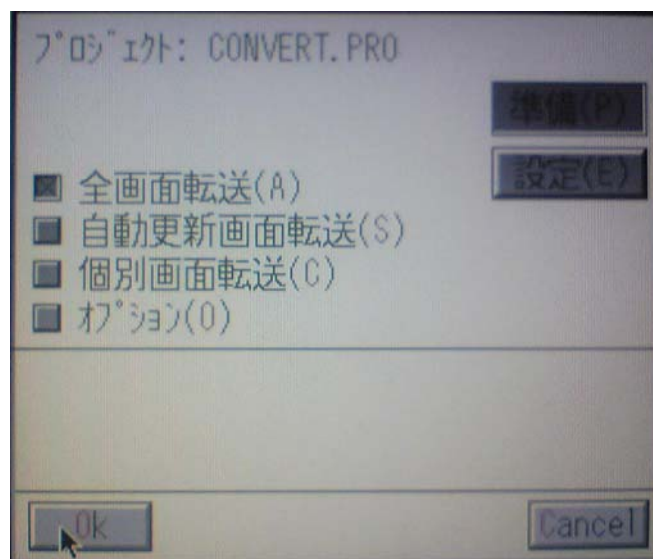 プロジェクト: CONVERT.PRO
準備(P)
設定(E)
全画面転送(A)
自動更新画面転送(S)
個別画面転送(C)
オプション(O)
Ok
Cancel